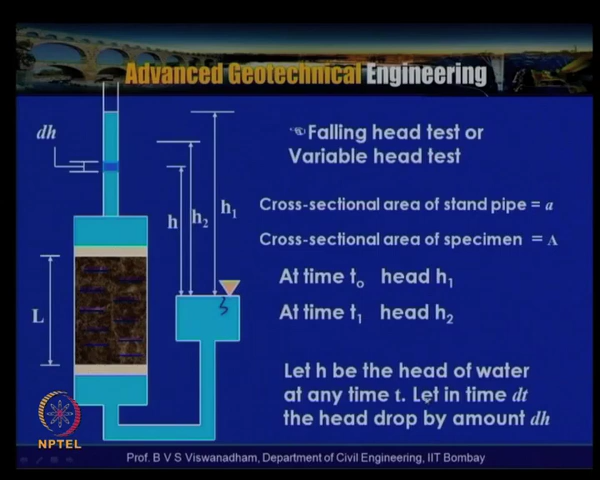 Advanced Geotechnical Engineering
dh
h
h2
h1
L
Falling head test or
Variable head test
Cross-sectional area of stand pipe = a
Cross-sectional area of specimen = A
At time to head h1
At time t1 head h2
Let h be the head of water
at any time t. Let in time dt
the head drop by amount dh
NPTEL
Prof. B V S Viswanadham, Department of Civil Engineering, IIT Bombay